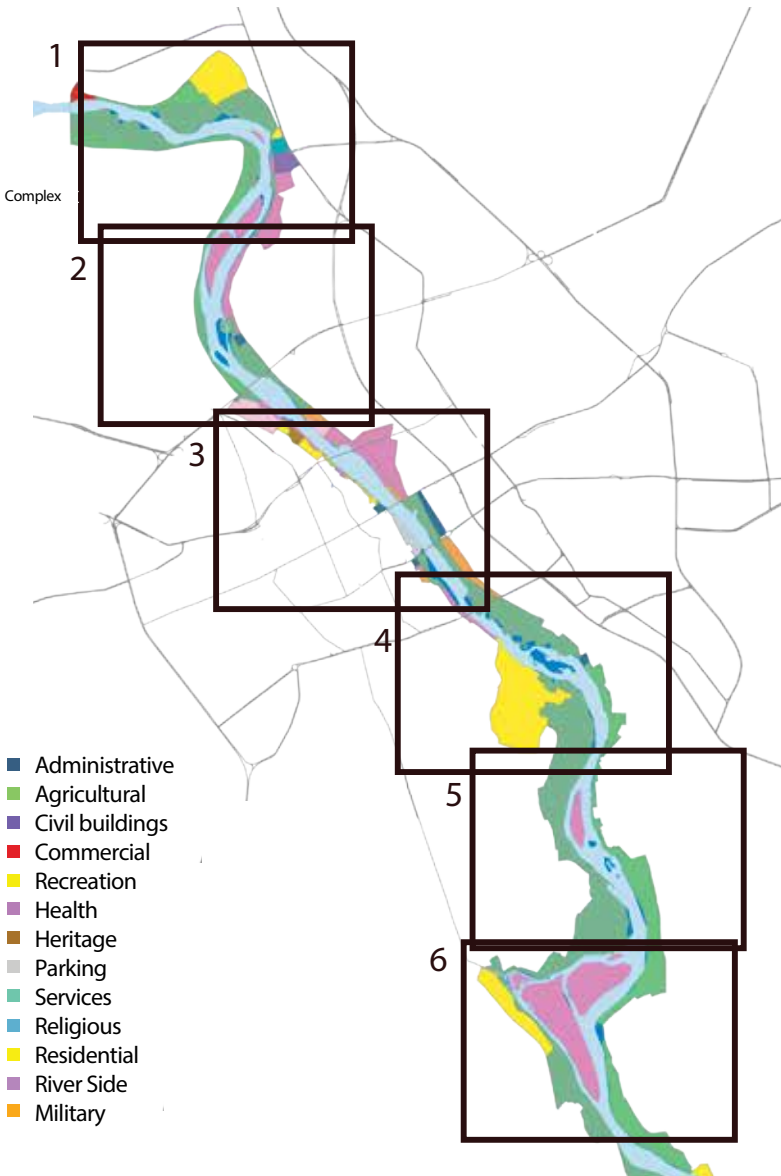 1
Complex
2
3
4
5
6
Administrative
Agricultural
Civil buildings
Commercial
Recreation
Health
Heritage
Parking
Services
Religious
Residential
River Side
Military